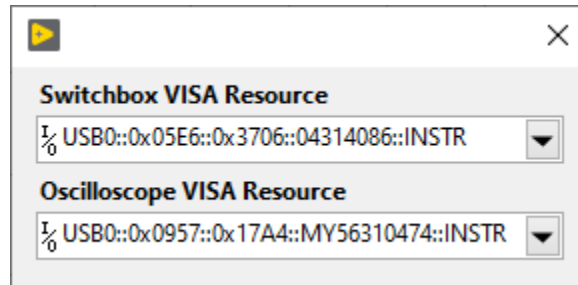 Switchbox VISA Resource
I/O USB0::0x05E6::0x3706::04314086::INSTR
Oscilloscope VISA Resource
I/O USB0::0x0957::0x17A4::MY56310474::INSTR